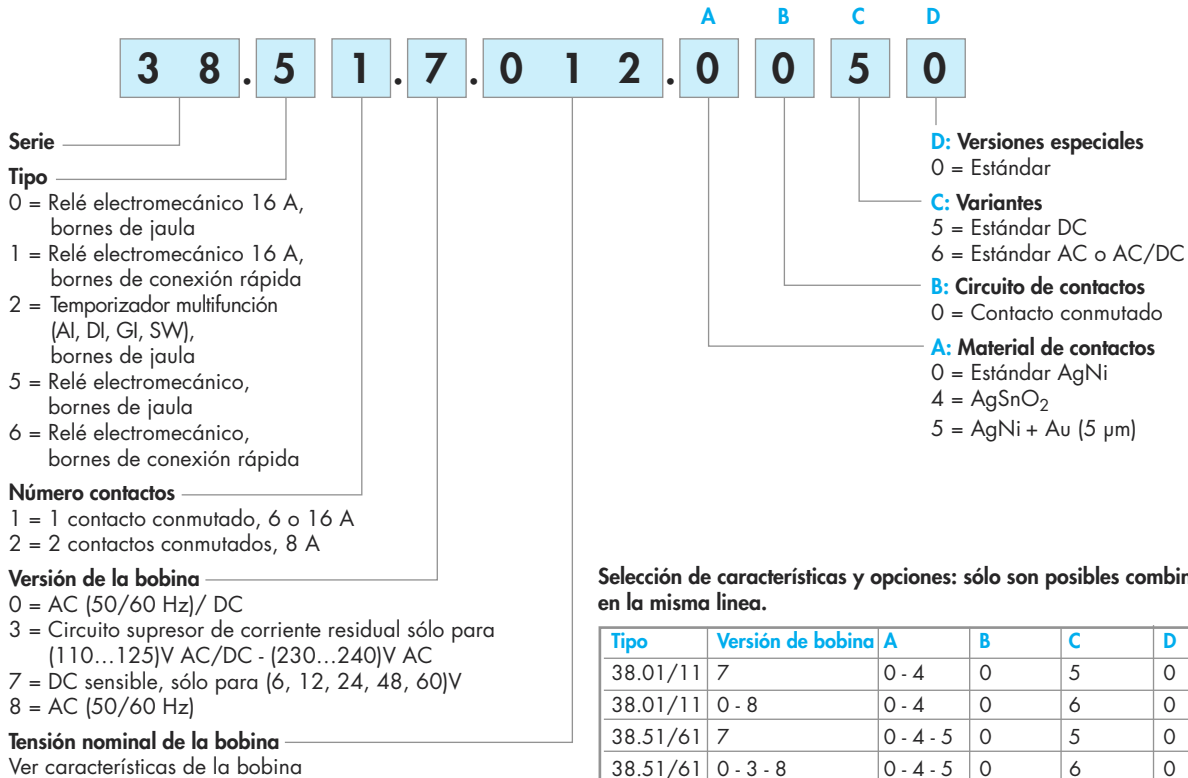 A B C D
3 8 . 5 1 . 7 . 0 1 2 . 0 0 5 0
Serie
Tipo
0 = Relé electromecánico 16 A,
bornes de jaula
1 = Relé electromecánico 16 A,
bornes de conexión rápida
2 = Temporizador multifunción
(AI, DI, GI, SW),
bornes de jaula
5 = Relé electromecánico,
bornes de jaula
6 = Relé electromecánico,
bornes de conexión rápida
Número contactos
1 = 1 contacto conmutado, 6 o 16 A
2 = 2 contactos conmutados, 8 A
Versión de la bobina
0 = AC (50/60 Hz)/ DC
3 = Circuito supresor de corriente residual sólo para
(110...125)V AC/DC - (230...240)V AC
7 = DC sensible, sólo para (6, 12, 24, 48, 60)V
8 = AC (50/60 Hz)
Tensión nominal de la bobina
Ver características de la bobina
D: Versiones especiales
0 = Estándar
C: Variantes
5 = Estándar DC
6 = Estándar AC o AC/DC
B: Circuito de contactos
0 = Contacto conmutado
A: Material de contactos
0 = Estándar AgNi
4 = AgSnO2
5 = AgNi + Au (5 µm)
Selección de características y opciones: sólo son posibles
en la misma linea.
Tipo Versión de bobina A B C D
38.01/11 7 0 - 4 0 5 0
38.01/11 0 - 8 0 - 4 0 6 0
38.51/61 7 0 - 4 - 5 0 5 0
38.51/61 0 - 3 - 8 0 - 4 - 5 0 6 0